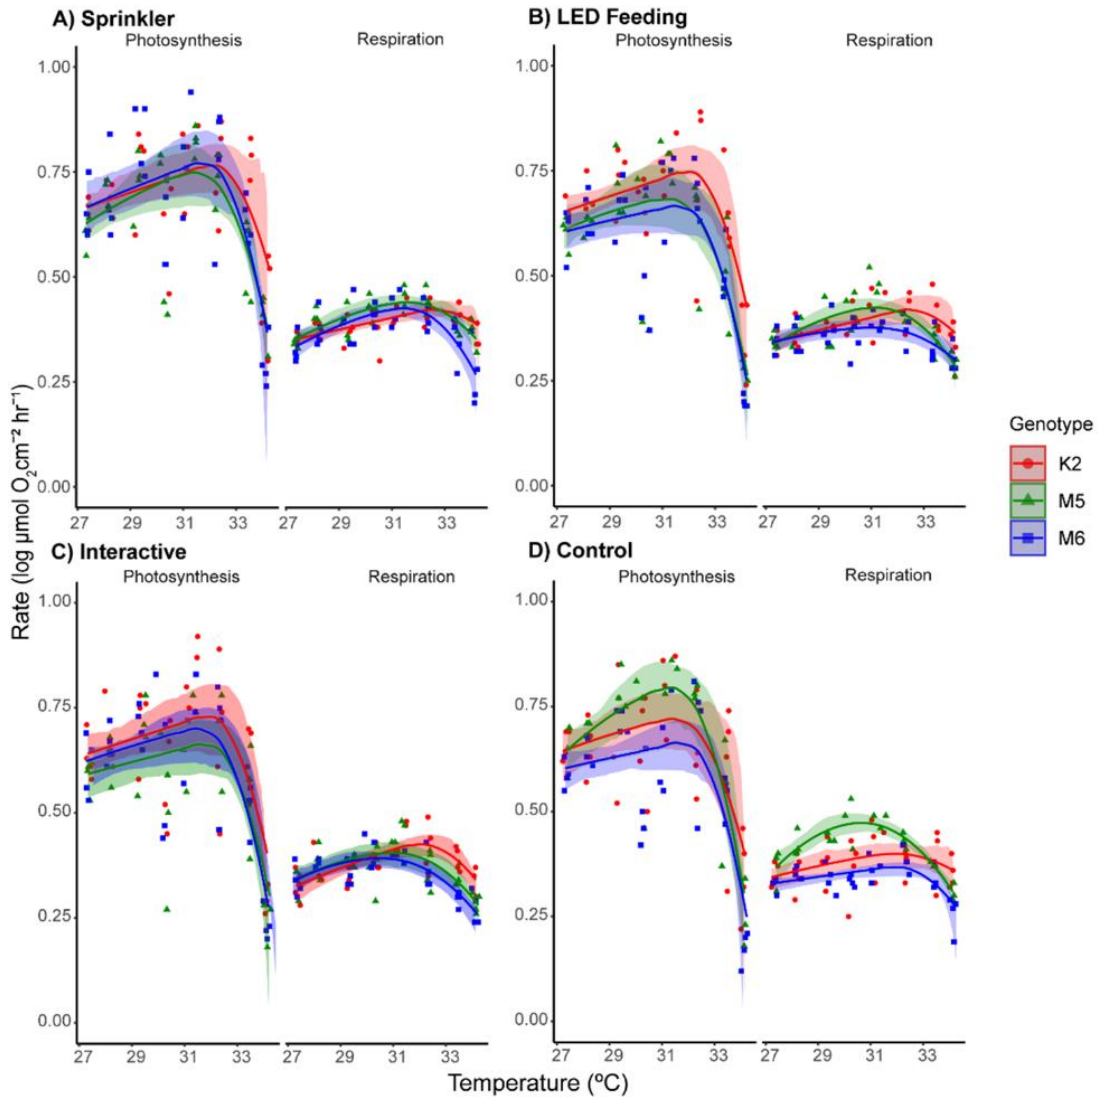 A) Sprinkler
Photosynthesis Respiration
1.00
0.75
0.50
0.25
0.00
27 29 31 33 27 29 31 33
B) LED Feeding
Photosynthesis Respiration
1.00
0.75
0.50
0.25
0.00
27 29 31 33 27 29 31 33
C) Interactive
Photosynthesis Respiration
1.00
0.75
0.50
0.25
0.00
27 29 31 33 27 29 31 33
D) Control
Photosynthesis Respiration
1.00
0.75
0.50
0.25
0.00
27 29 31 33 27 29 31 33
Rate (log µmol O₂cm⁻² hr⁻¹)
Temperature (ºC)
Genotype
K2
M5
M6